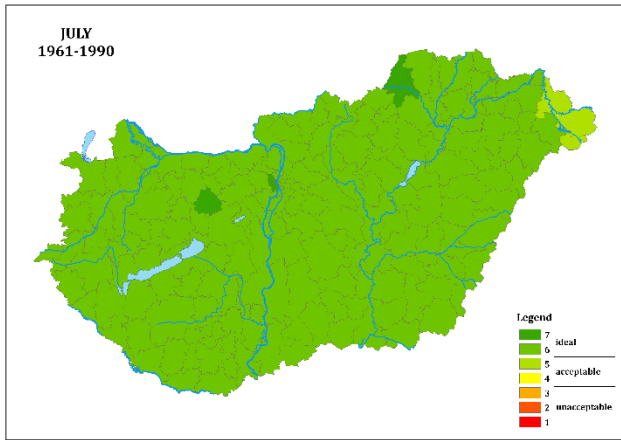 JULY
1961-1990
Legend
7
ideal
6
5
acceptable
4
3
2 unacceptable
1